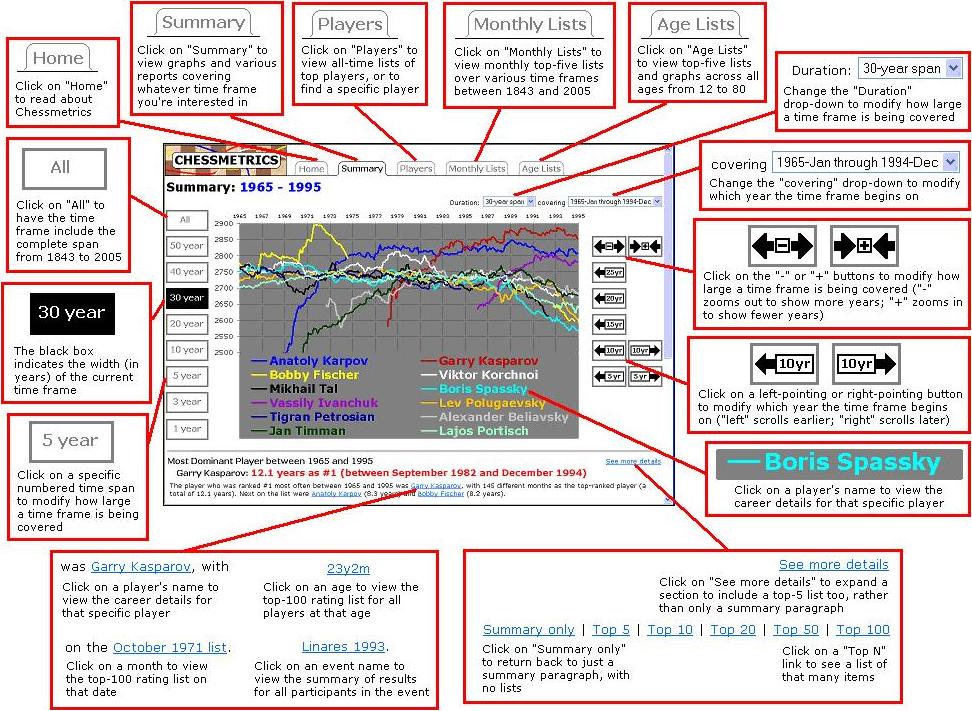 Home
Click on "Home"
to read about
Chessmetrics
Summary
Click on "Summary" to
view graphs and various
reports covering
whatever time frame
you're interested in
Players
Click on "Players" to
view all-time lists of
top players, or to
find a specific player
Monthly Lists
Click on "Monthly Lists" to
view monthly top-five lists
over various time frames
between 1843 and 2005
Age Lists
Click on "Age Lists"
to view top-five lists
and graphs across all
ages from 12 to 80
Duration: 30-year span
Change the "Duration"
drop-down to modify how large
a time frame is being covered
All
Click on "All" to
have the time
frame include the
complete span
from 1843 to 2005
30 year
The black box
indicates the width (in
years) of the current
time frame
5 year
Click on a specific
numbered time span
to modify how large
a time frame is being
covered
CHESSMETRICS
Home Summary Players Monthly Lists Age Lists
Summary: 1965 - 1995
Duration: 30-year span covering 1965-Jan through 1994-Dec
1965 1967 1969 1971 1973 1975 1977 1979 1981 1983 1985 1987 1989 1991 1993 1995
All
50 year
40 year
30 year
20 year
10 year
5 year
3 year
1 year
2900
2850
2800
2750
2700
2650
2600
2550
2500
Anatoly Karpov Garry Kasparov
Bobby Fischer Viktor Korchnoi
Mikhail Tal Boris Spassky
Vassily Ivanchuk Lev Polugaevsky
Tigran Petrosian Alexander Beliavsky
Jan Timman Lajos Portisch
25yr
20yr
15yr
10yr 10yr
5yr 5yr
Most Dominant Player between 1965 and 1995
See more details
Garry Kasparov: 12.1 years as #1 (between September 1982 and December 1994)
The player who was ranked #1 most often between 1965 and 1995 was Garry Kasparov, with 145 different months as the top-ranked player (a
total of 12.1 years). Next on the list were Anatoly Karpov (8.3 years) and Bobby Fischer (8.2 years).
covering 1965-Jan through 1994-Dec
Change the "covering" drop-down to modify
which year the time frame begins on
Click on the "-" or "+" buttons to modify how
large a time frame is being covered ("-"
zooms out to show more years; "+" zooms in
to show fewer years)
10yr 10yr
Click on a left-pointing or right-pointing button
to modify which year the time frame begins
on ("left" scrolls earlier; "right" scrolls later)
Boris Spassky
Click on a player's name to view the
career details for that specific player
was Garry Kasparov, with
Click on a player's name to
view the career details for
that specific player
23y2m
Click on an age to view the
top-100 rating list for all
players at that age
on the October 1971 list.
Click on a month to view
the top-100 rating list on
that date
Linares 1993.
Click on an event name to
view the summary of results
for all participants in the event
See more details
Click on "See more details" to expand a
section to include a top-5 list too, rather
than only a summary paragraph
Summary only | Top 5 | Top 10 | Top 20 | Top 50 | Top 100
Click on "Summary only"
to return back to just a
summary paragraph, with
no lists
Click on a "Top N"
link to see a list of
that many items